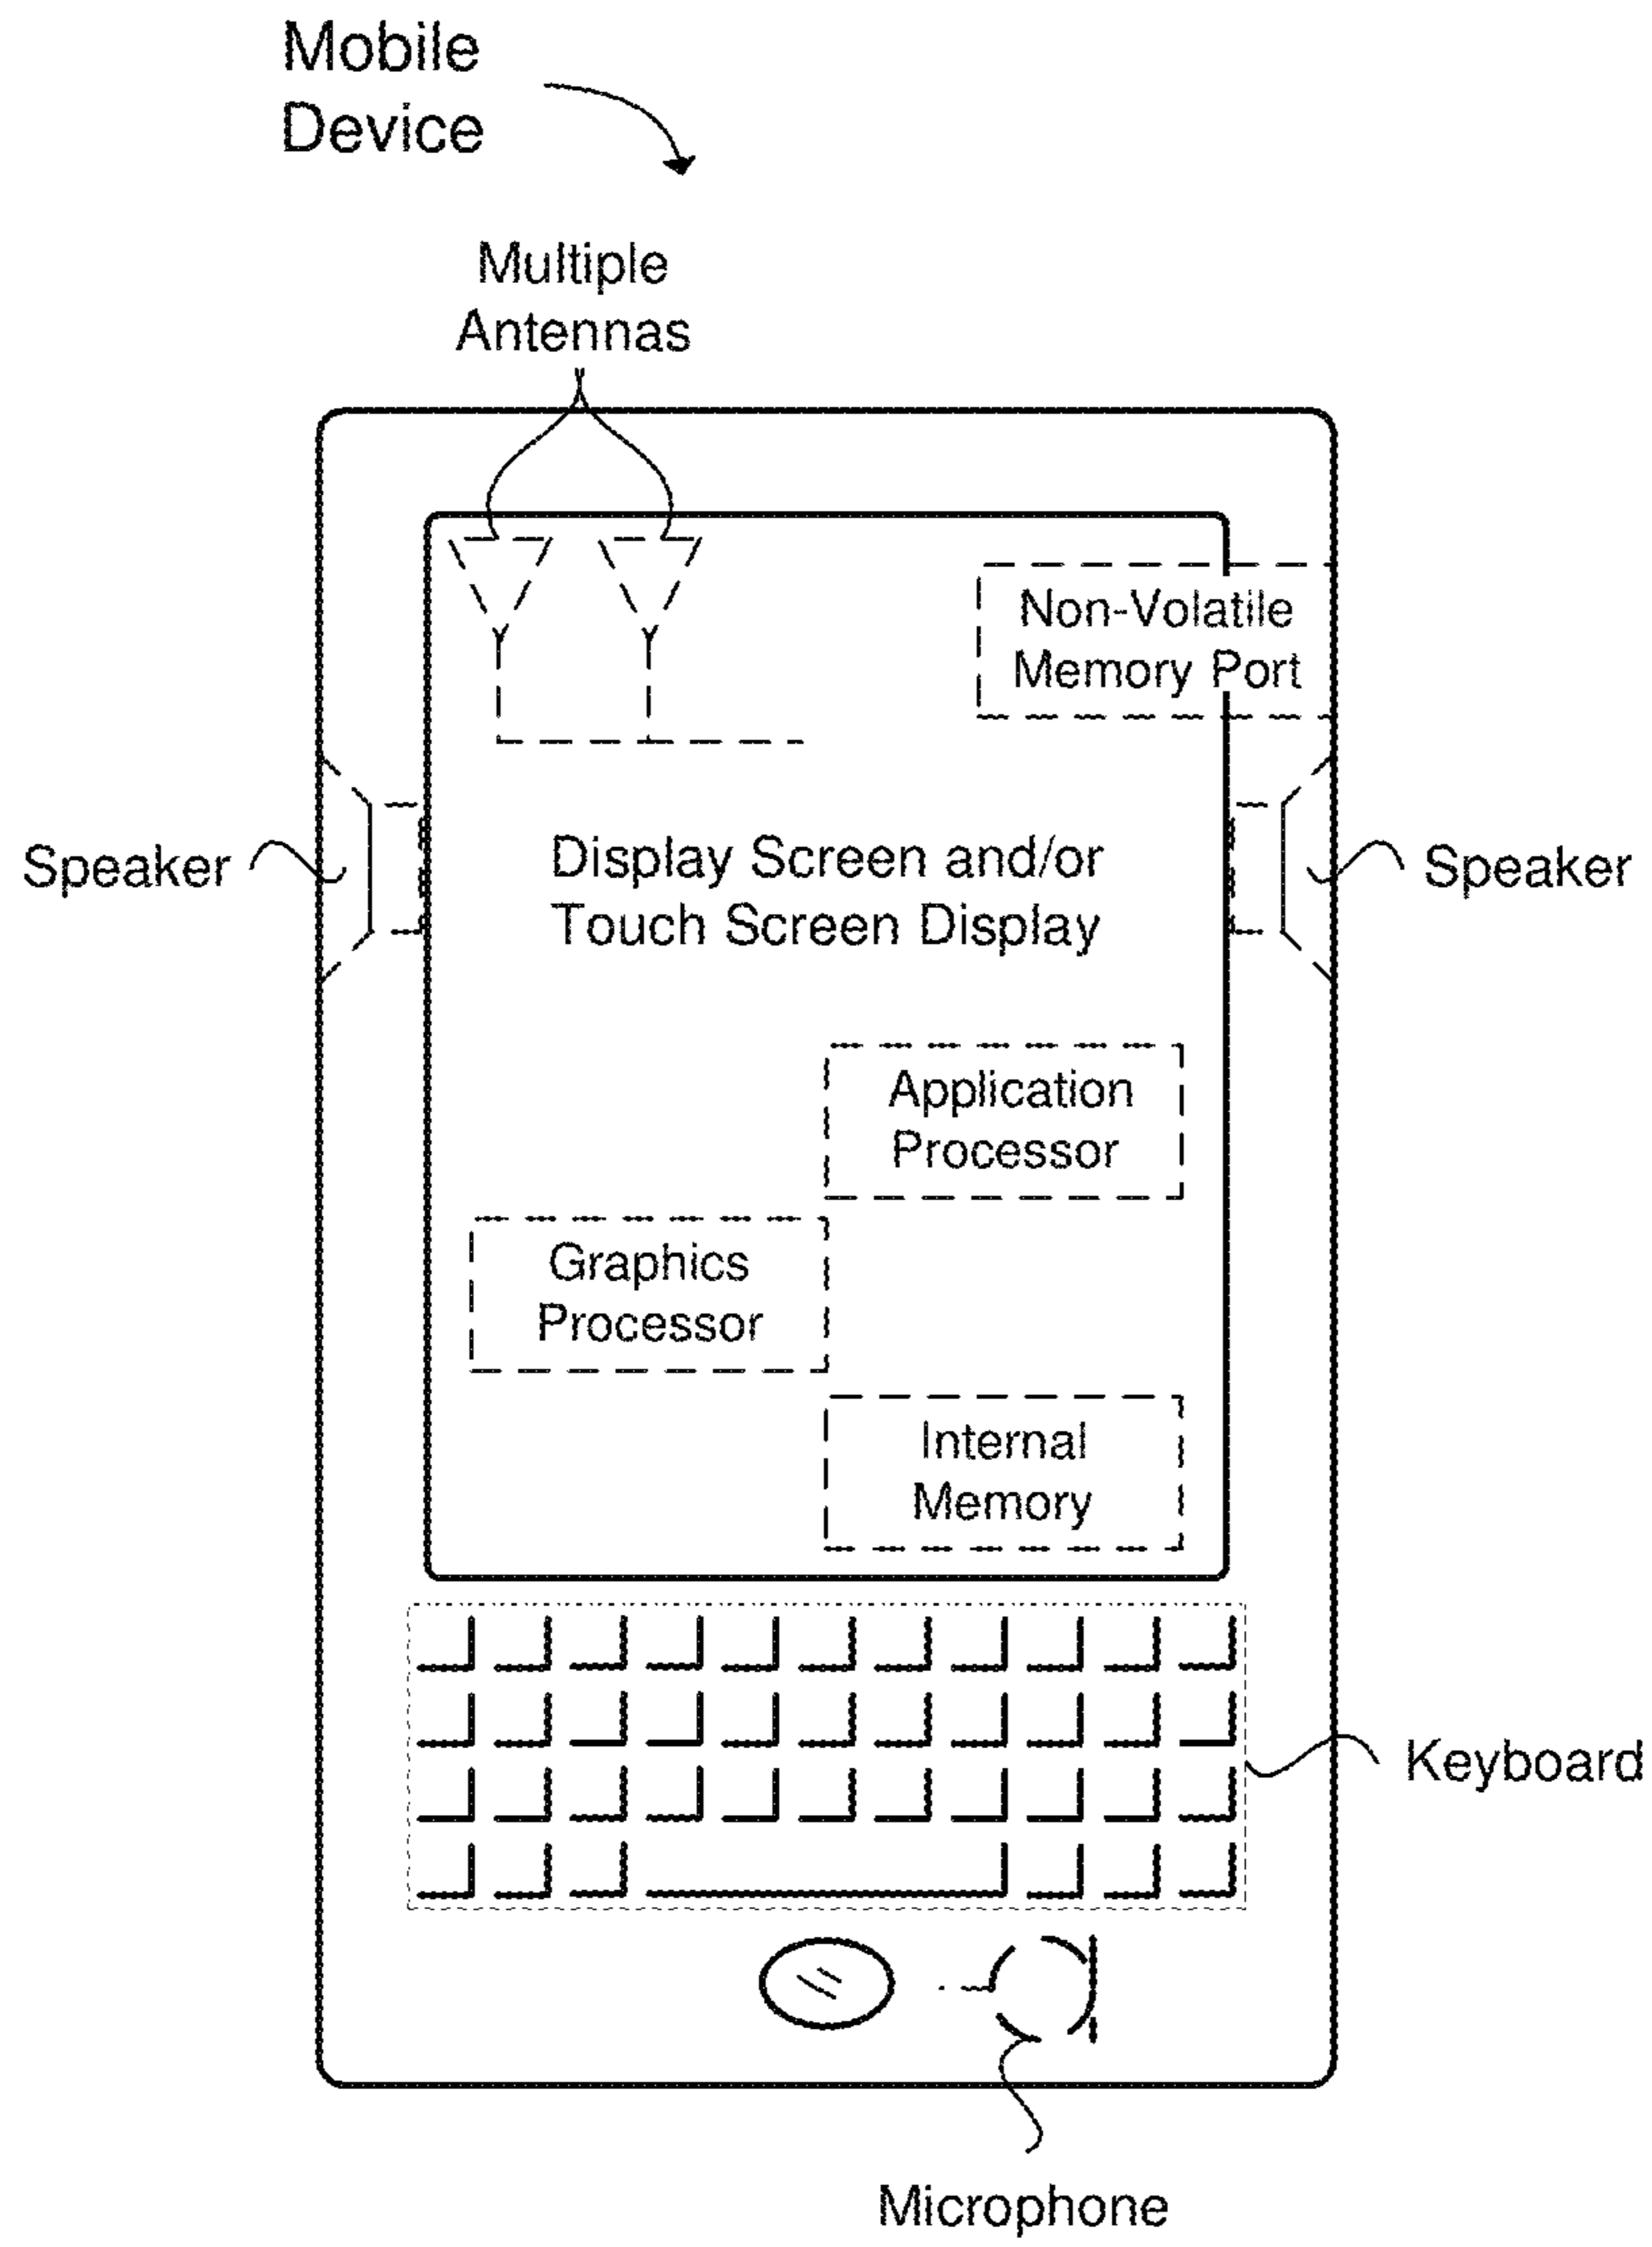 Mobile
Device
Multiple
Antennas
Non-Volatile
Memory Port
Speaker
Display Screen and/or
Touch Screen Display
Speaker
Application
Processor
Graphics
Processor
Internal
Memory
Keyboard
Microphone